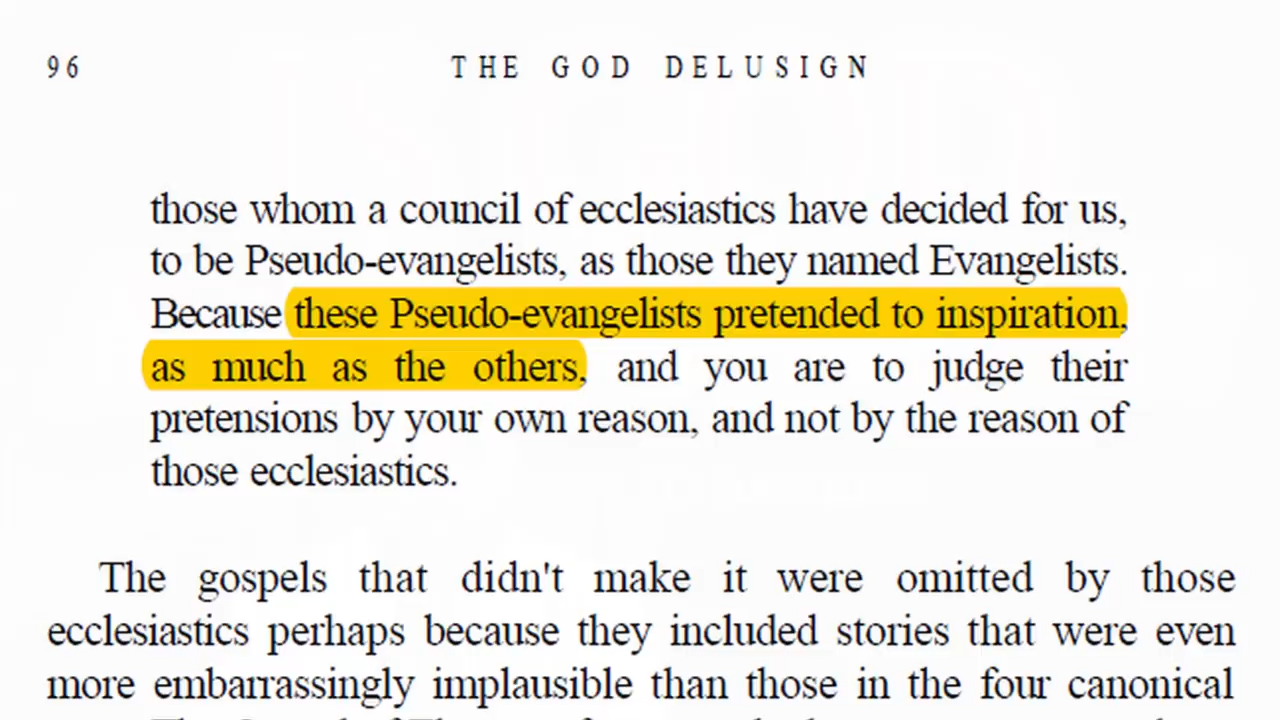 96 THE GOD DELUSIGN
those whom a council of ecclesiastics have decided for us,
to be Pseudo-evangelists, as those they named Evangelists.
Because these Pseudo-evangelists pretended to inspiration,
as much as the others, and you are to judge their
pretensions by your own reason, and not by the reason of
those ecclesiastics.
The gospels that didn't make it were omitted by those
ecclesiastics perhaps because they included stories that were even
more embarrassingly implausible than those in the four canonical